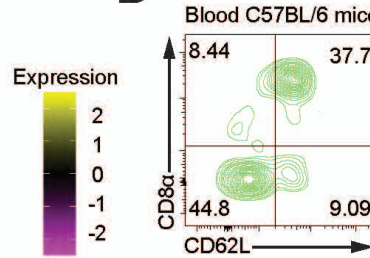 Blood C57BL/6 mice
8.44
37.7
Expression
2
1
0
-1
-2
CD8α
44.8
9.09
CD62L